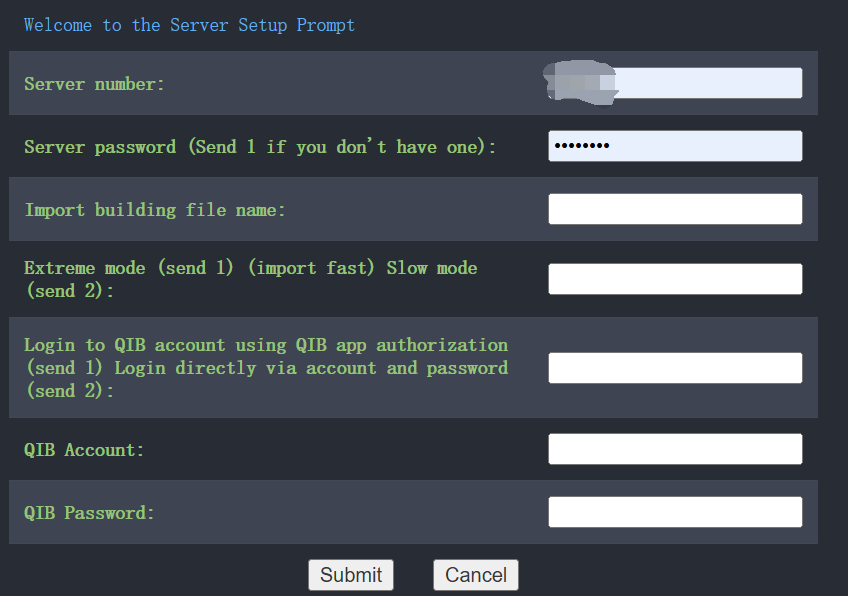 Welcome to the Server Setup Prompt
Server number:
Server password (Send 1 if you don't have one):
••••••••
Import building file name:
Extreme mode (send 1) (import fast) Slow mode
(send 2):
Login to QIB account using QIB app authorization
(send 1) Login directly via account and password
(send 2):
QIB Account:
QIB Password:
Submit
Cancel